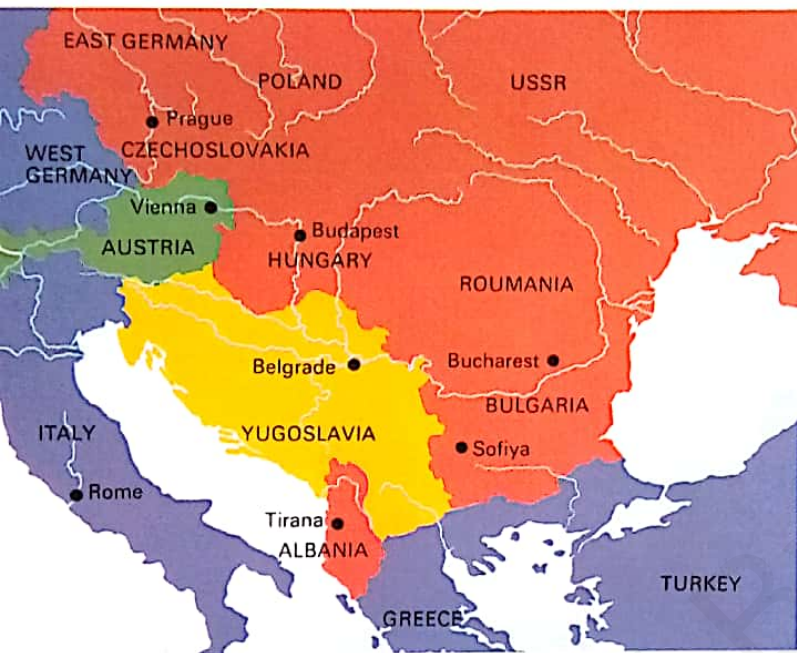 EAST GERMANY
POLAND
USSR
Prague
WEST
GERMANY
CZECHOSLOVAKIA
Vienna
AUSTRIA
Budapest
HUNGARY
ROUMANIA
Belgrade
Bucharest
BULGARIA
ITALY
YUGOSLAVIA
Sofiya
Rome
Tirana
ALBANIA
TURKEY
GREECE